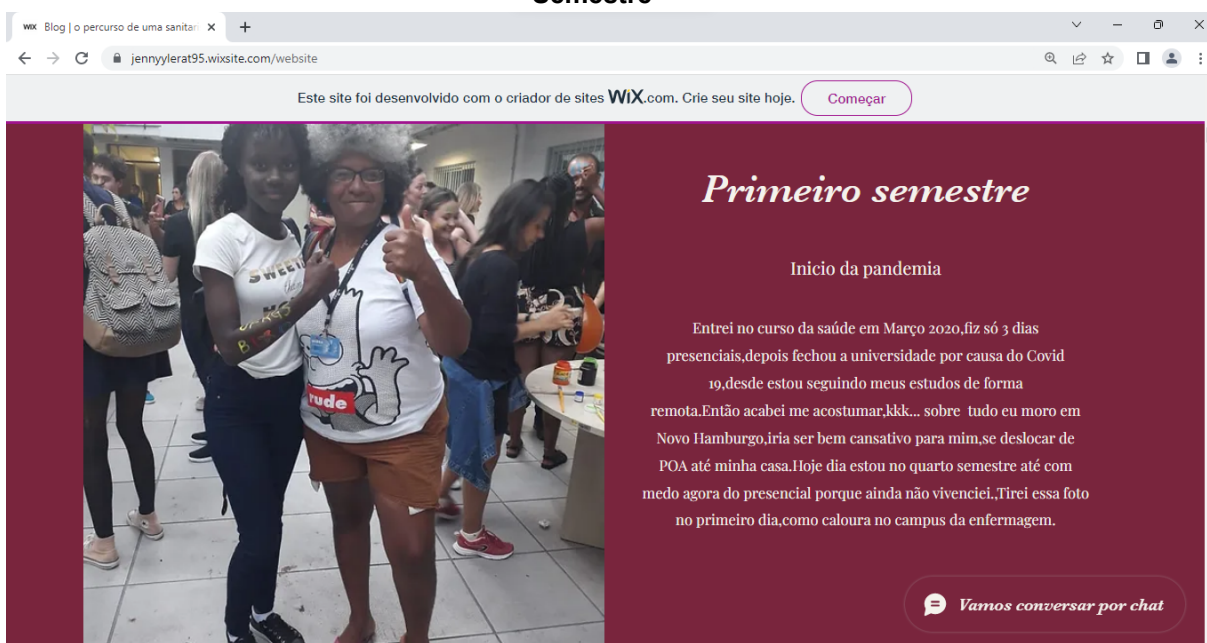 Semestre
WiX Blog | o percurso de uma sanitar
jennyylerat95.wixsite.com/website
Este site foi desenvolvido com o criador de sites WiX.com. Crie seu site hoje. Começar
Primeiro semestre
Inicio da pandemia
Entrei no curso da saúde em Março 2020,fiz só 3 dias
presenciais,depois fechou a universidade por causa do Covid
19,desde estou seguindo meus estudos de forma
remota.Então acabei me acostumar,kkk... sobre tudo eu moro em
Novo Hamburgo,iria ser bem cansativo para mim,se deslocar de
POA até minha casa.Hoje dia estou no quarto semestre até com
medo agora do presencial porque ainda não vivenciei.,Tirei essa foto
no primeiro dia,como caloura no campus da enfermagem.
SWEET
rude
Vamos conversar por chat